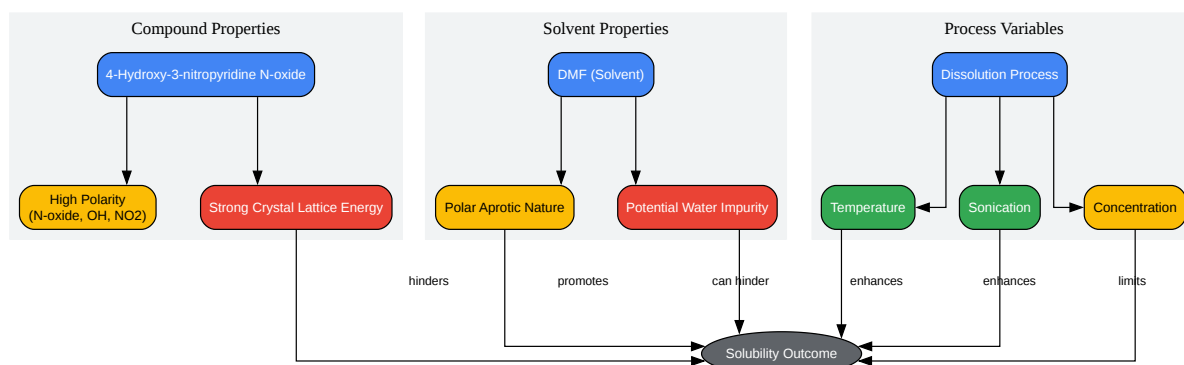 Compound Properties
Solvent Properties
Process Variables
4-Hydroxy-3-nitropyridine N-oxide
DMF (Solvent)
Dissolution Process
High Polarity
(N-oxide, OH, NO2)
Strong Crystal Lattice Energy
Polar Aprotic Nature
Potential Water Impurity
Temperature
Sonication
Concentration
hinders
promotes
can hinder
enhances
enhances
limits
Solubility Outcome